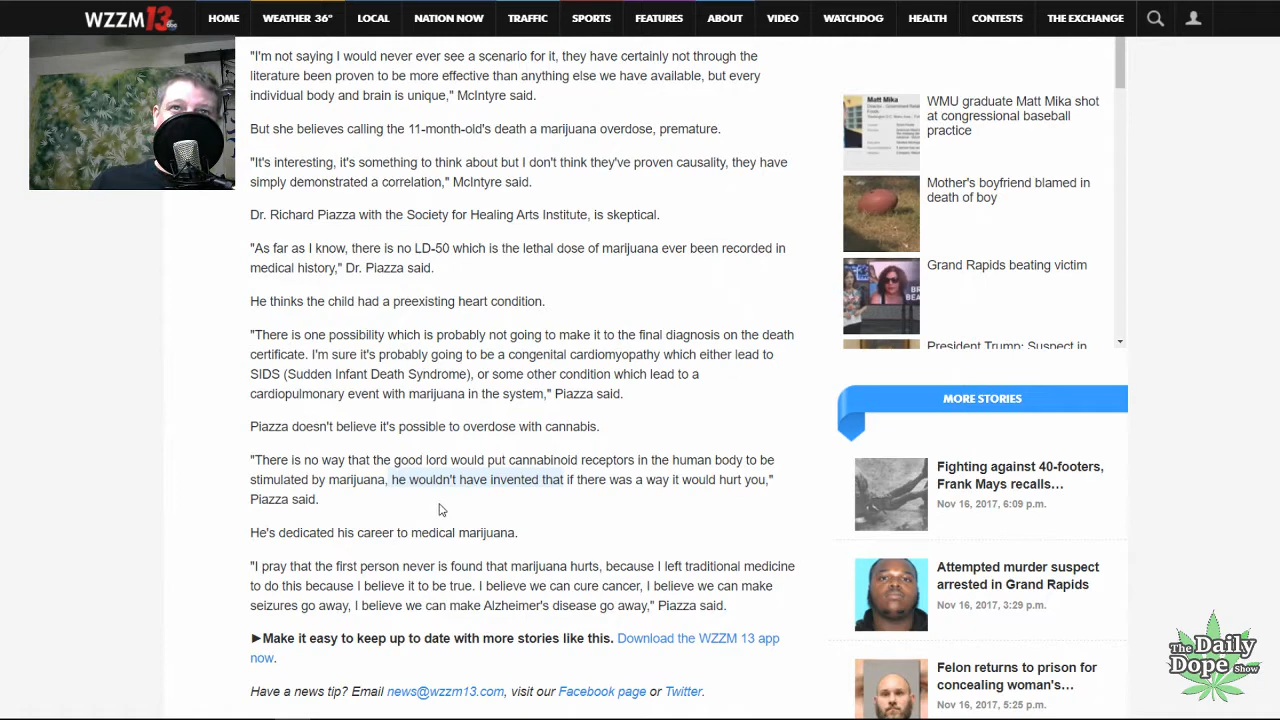 WZZM 13 abc
HOME WEATHER 36° LOCAL NATION NOW TRAFFIC SPORTS FEATURES ABOUT VIDEO WATCHDOG HEALTH CONTESTS THE EXCHANGE
"I'm not saying I would never ever see a scenario for it, they have certainly not through the
literature been proven to be more effective than anything else we have available, but every
individual body and brain is unique," McIntyre said.
But she believes calling the 11-month-old's death a marijuana overdose, premature.
"It's interesting, it's something to think about, but I don't think they've proven causality, they have
simply demonstrated a correlation," McIntyre said.
Dr. Richard Piazza with the Society for Healing Arts Institute, is skeptical.
"As far as I know, there is no LD-50 which is the lethal dose of marijuana ever been recorded in
medical history," Dr. Piazza said.
He thinks the child had a preexisting heart condition.
"There is one possibility which is probably not going to make it to the final diagnosis on the death
certificate. I'm sure it's probably going to be a congenital cardiomyopathy which either lead to
SIDS (Sudden Infant Death Syndrome), or some other condition which lead to a
cardiopulmonary event with marijuana in the system," Piazza said.
Piazza doesn't believe it's possible to overdose with cannabis.
"There is no way that the good lord would put cannabinoid receptors in the human body to be
stimulated by marijuana, he wouldn't have invented that if there was a way it would hurt you,"
Piazza said.
He's dedicated his career to medical marijuana.
"I pray that the first person never is found that marijuana hurts, because I left traditional medicine
to do this because I believe it to be true. I believe we can cure cancer, I believe we can make
seizures go away, I believe we can make Alzheimer's disease go away," Piazza said.
►Make it easy to keep up to date with more stories like this. Download the WZZM 13 app
now.
Have a news tip? Email news@wzzm13.com, visit our Facebook page or Twitter.
Matt Mika
WMU graduate Matt Mika shot
at congressional baseball
practice
Mother's boyfriend blamed in
death of boy
Grand Rapids beating victim
President Trump: Suspect in
MORE STORIES
Fighting against 40-footers,
Frank Mays recalls…
Nov 16, 2017, 6:09 p.m.
Attempted murder suspect
arrested in Grand Rapids
Nov 16, 2017, 3:29 p.m.
Felon returns to prison for
concealing woman's…
Nov 16, 2017, 5:25 p.m.
The Daily
Dope Show